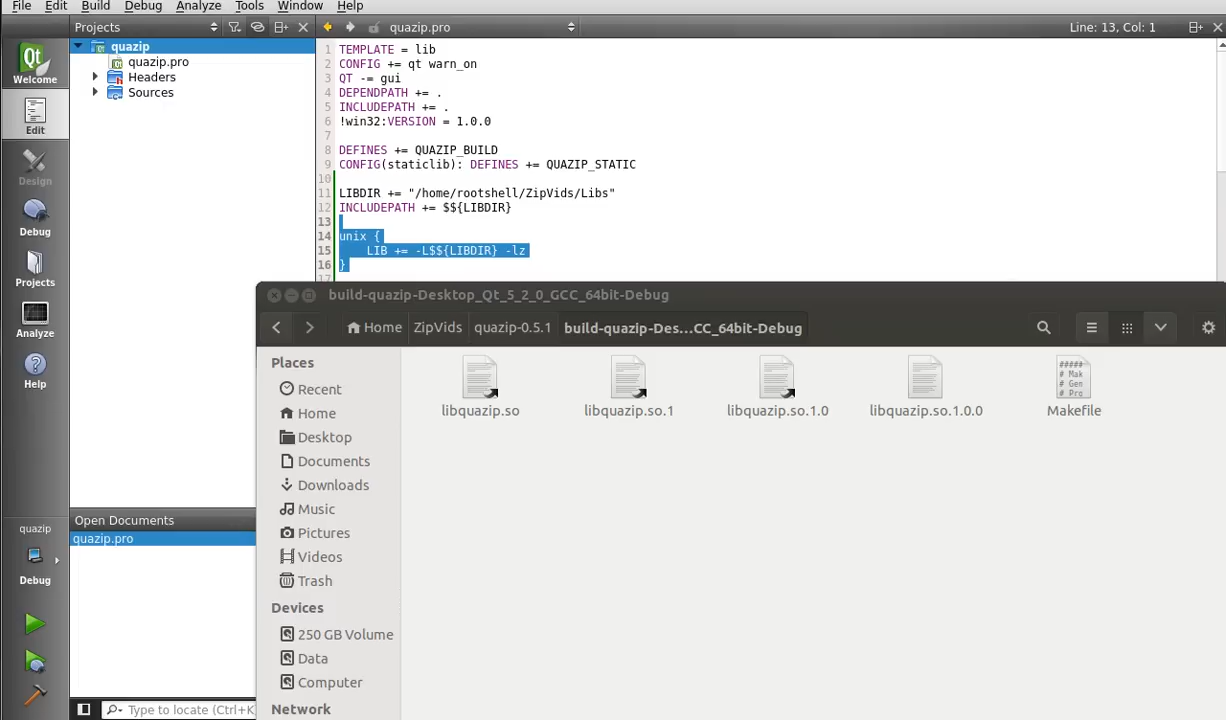 File Edit Build Debug Analyze Tools Window Help
Projects
quazip.pro
Line: 13, Col: 1
Welcome
Edit
Design
Debug
Projects
Analyze
Help
quazip
quazip.pro
Headers
Sources
1 TEMPLATE = lib
2 CONFIG += qt warn_on
3 QT -= gui
4 DEPENDPATH += .
5 INCLUDEPATH += .
6 !win32:VERSION = 1.0.0
7
8 DEFINES += QUAZIP_BUILD
9 CONFIG(staticlib): DEFINES += QUAZIP_STATIC
10
11 LIBDIR += "/home/rootshell/ZipVids/Libs"
12 INCLUDEPATH += $${LIBDIR}
13
14 unix {
15 LIB += -L$${LIBDIR} -lz
16 }
17
build-quazip-Desktop_Qt_5_2_0_GCC_64bit-Debug
Home ZipVids quazip-0.5.1 build-quazip-Des...CC_64bit-Debug
Places
Recent
Home
Desktop
Documents
Downloads
Music
Pictures
Videos
Trash
Devices
250 GB Volume
Data
Computer
Network
libquazip.so
libquazip.so.1
libquazip.so.1.0
libquazip.so.1.0.0
#####
# Mak
# Gen
# Pro
Makefile
Open Documents
quazip.pro
quazip
Debug
Type to locate (Ctrl+K)